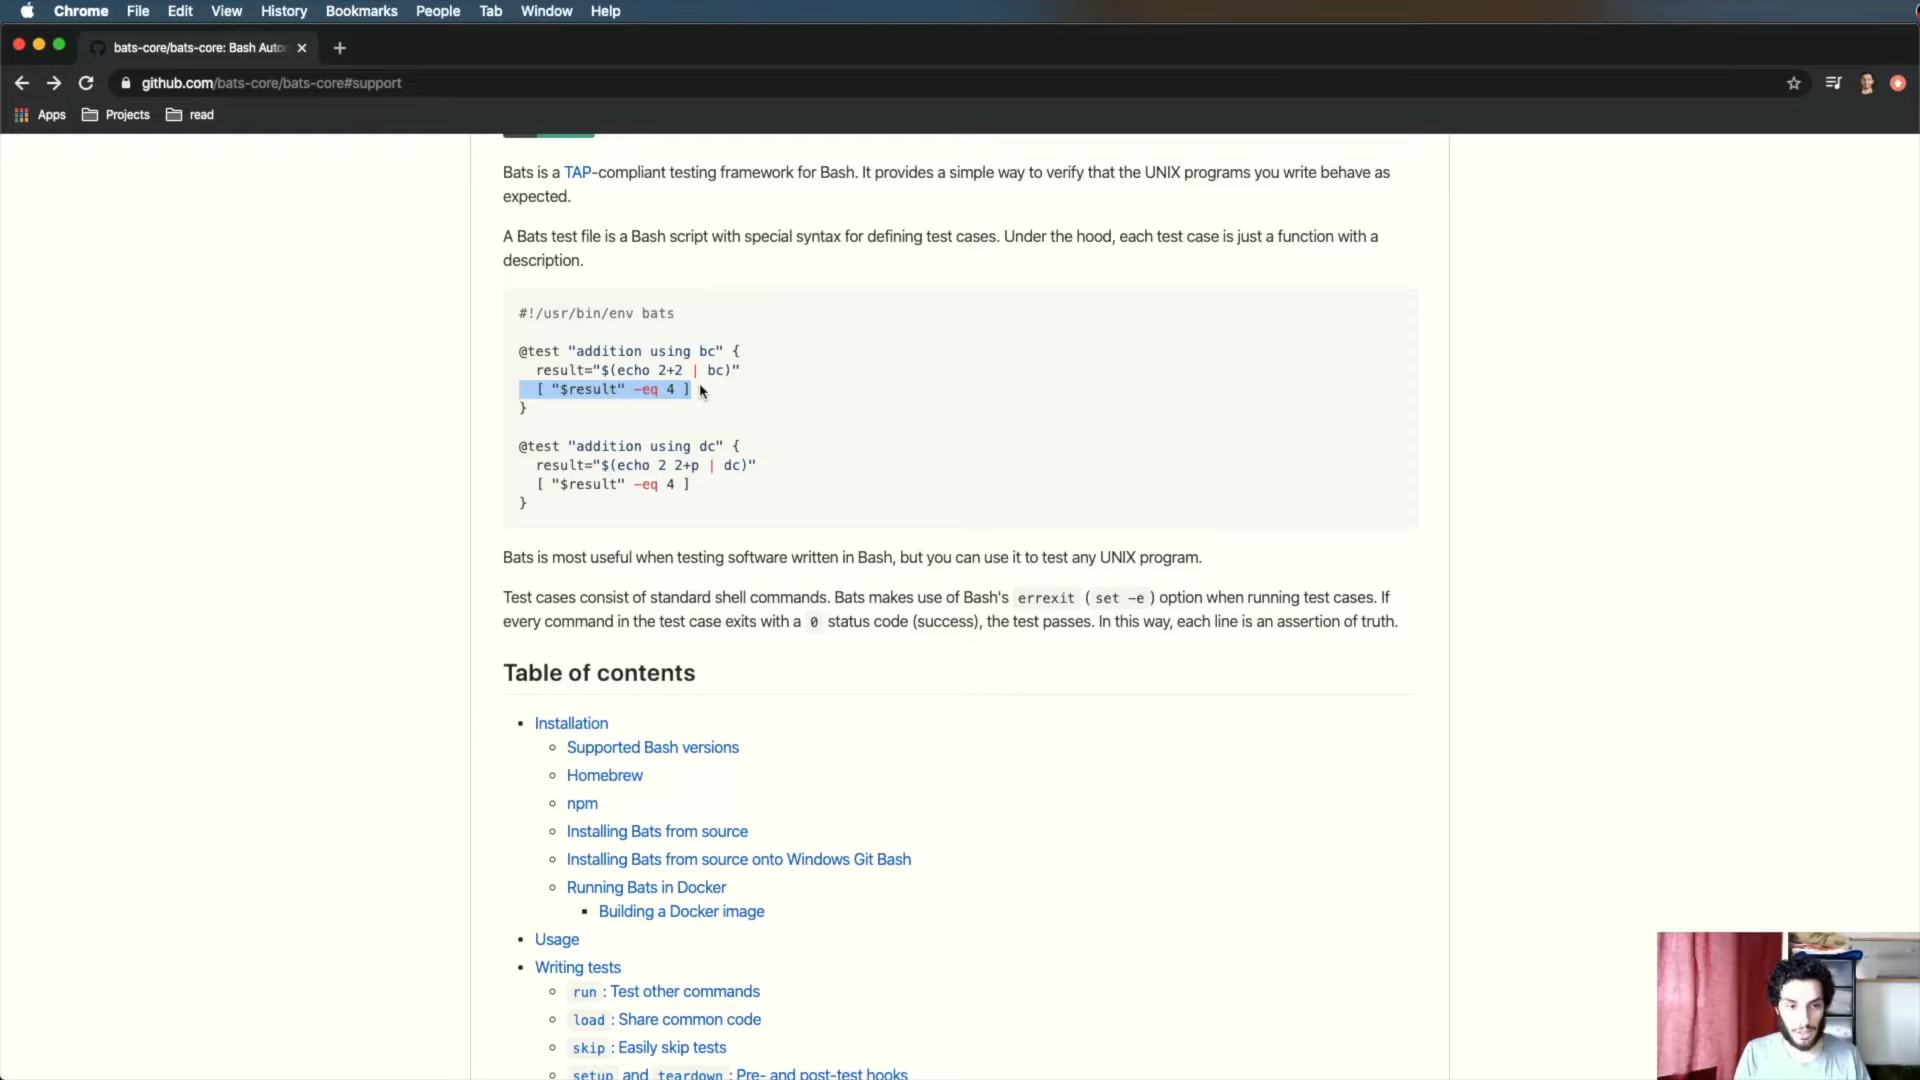 Chrome File Edit View History Bookmarks People Tab Window Help
bats-core/bats-core: Bash Auto
github.com/bats-core/bats-core#support
Apps Projects read
Bats is a TAP-compliant testing framework for Bash. It provides a simple way to verify that the UNIX programs you write behave as
expected.
A Bats test file is a Bash script with special syntax for defining test cases. Under the hood, each test case is just a function with a
description.
#!/usr/bin/env bats
@test "addition using bc" {
  result="$(echo 2+2 | bc)"
  [ "$result" -eq 4 ]
}
@test "addition using dc" {
  result="$(echo 2 2+p | dc)"
  [ "$result" -eq 4 ]
}
Bats is most useful when testing software written in Bash, but you can use it to test any UNIX program.
Test cases consist of standard shell commands. Bats makes use of Bash's errexit ( set -e ) option when running test cases. If
every command in the test case exits with a 0 status code (success), the test passes. In this way, each line is an assertion of truth.
Table of contents
Installation
Supported Bash versions
Homebrew
npm
Installing Bats from source
Installing Bats from source onto Windows Git Bash
Running Bats in Docker
Building a Docker image
Usage
Writing tests
run : Test other commands
load : Share common code
skip : Easily skip tests
setup and teardown : Pre- and post-test hooks